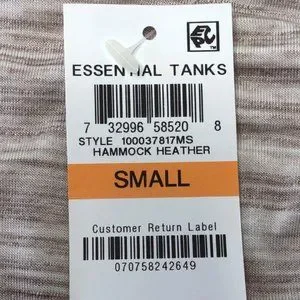 ESSENTIAL TANKS
7 32996 58520 8
STYLE 100037817MS
HAMMOCK HEATHER
SMALL
Customer Return Label
070758242649